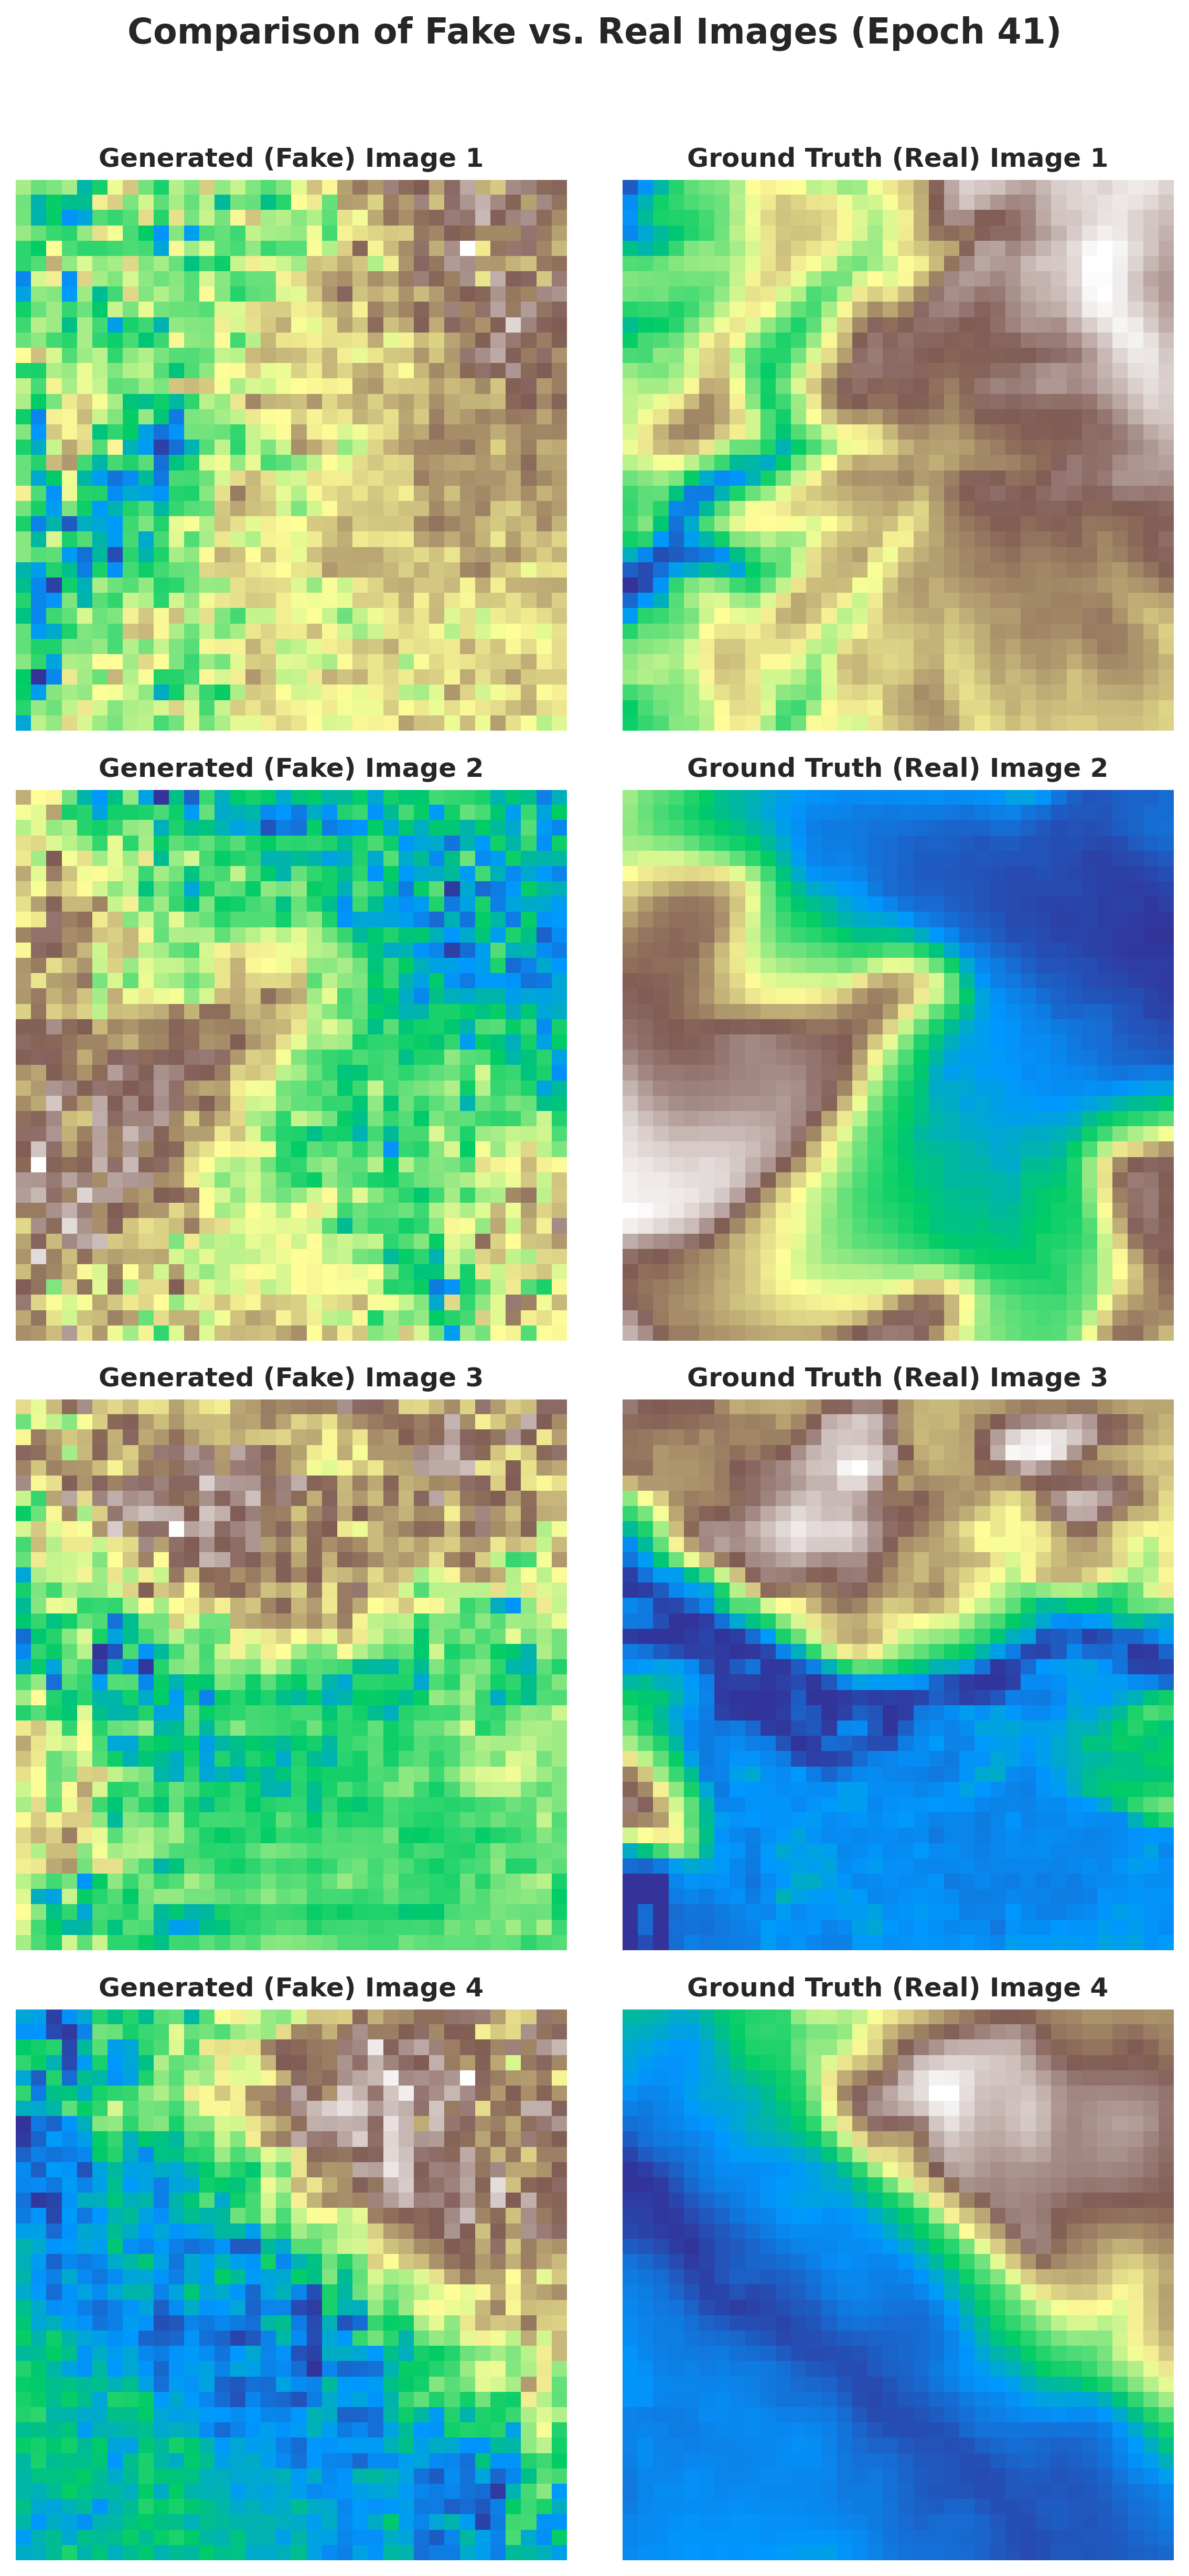 Comparison of Fake vs. Real Images (Epoch 41)
Generated (Fake) Image 1
Ground Truth (Real) Image 1
Generated (Fake) Image 2
Ground Truth (Real) Image 2
Generated (Fake) Image 3
Ground Truth (Real) Image 3
Generated (Fake) Image 4
Ground Truth (Real) Image 4